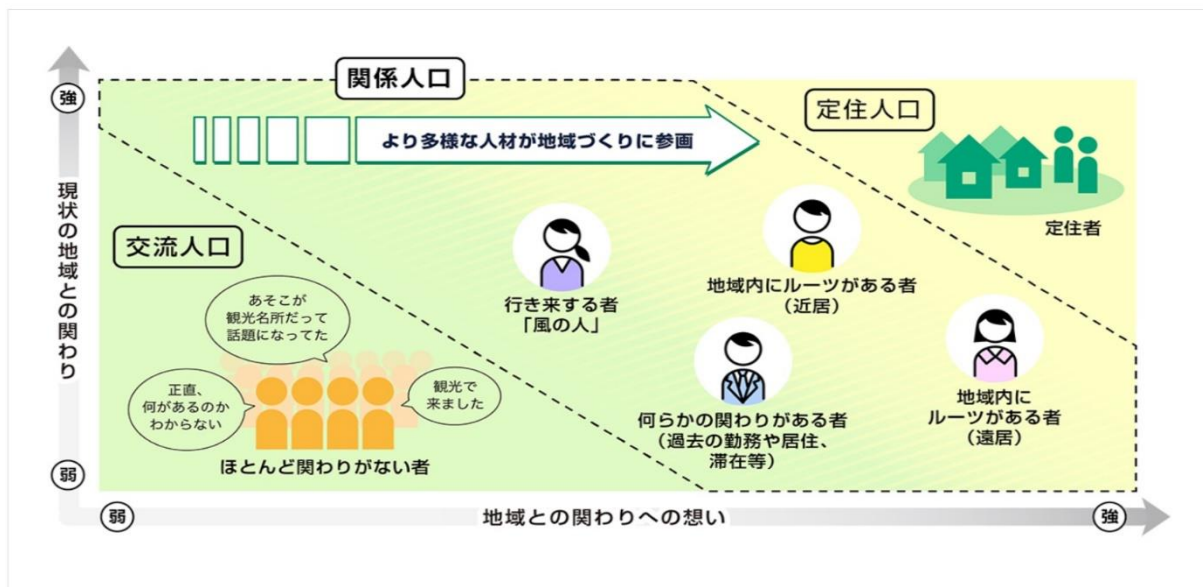 関係人口
強
より多様な人材が地域づくりに参画
定住人口
定住者
現状の地域との関わり
交流人口
あそこが
観光名所だって
話題になってた
正直、
何があるのか
わからない
観光で
来ました
ほとんど関わりがない者
行き来する者
「風の人」
地域内にルーツがある者
（近居）
何らかの関わりがある者
（過去の勤務や居住、
滞在等）
地域内に
ルーツがある者
（遠居）
弱
弱
地域との関わりへの想い
強